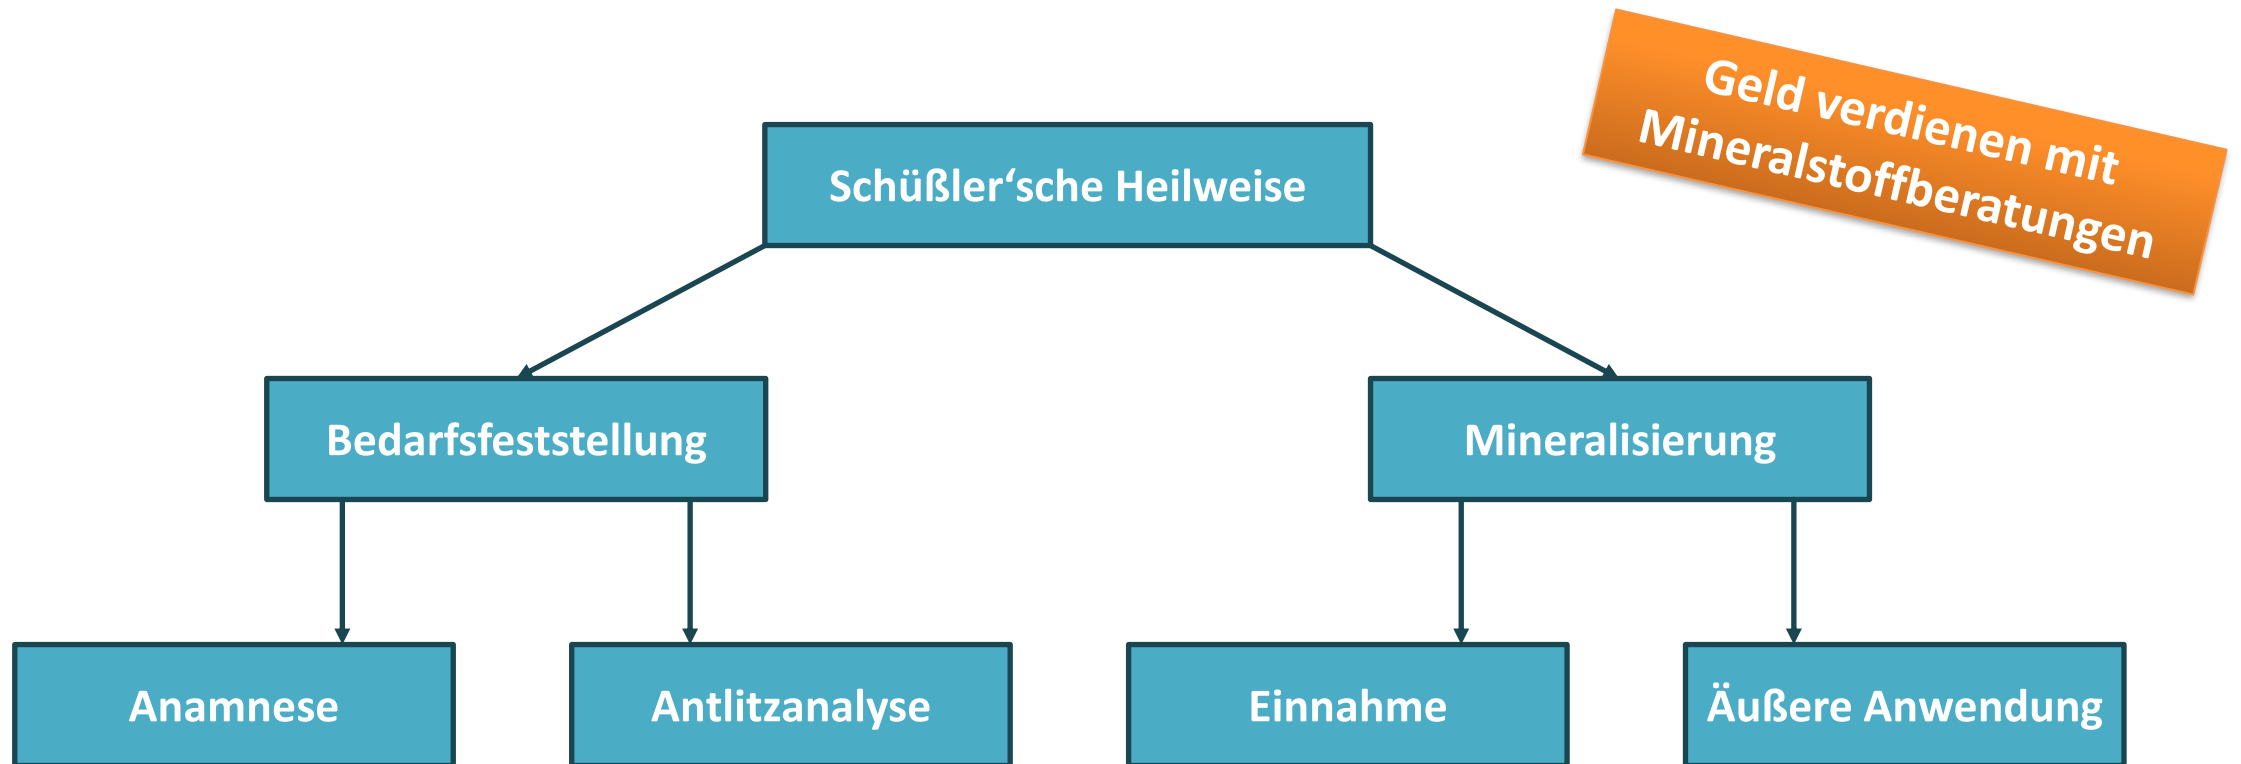 Geld verdienen mit
Mineralstoffberatungen
Schüßler‘sche Heilweise
Bedarfsfeststellung
Mineralisierung
Anamnese
Antlitzanalyse
Einnahme
Äußere Anwendung